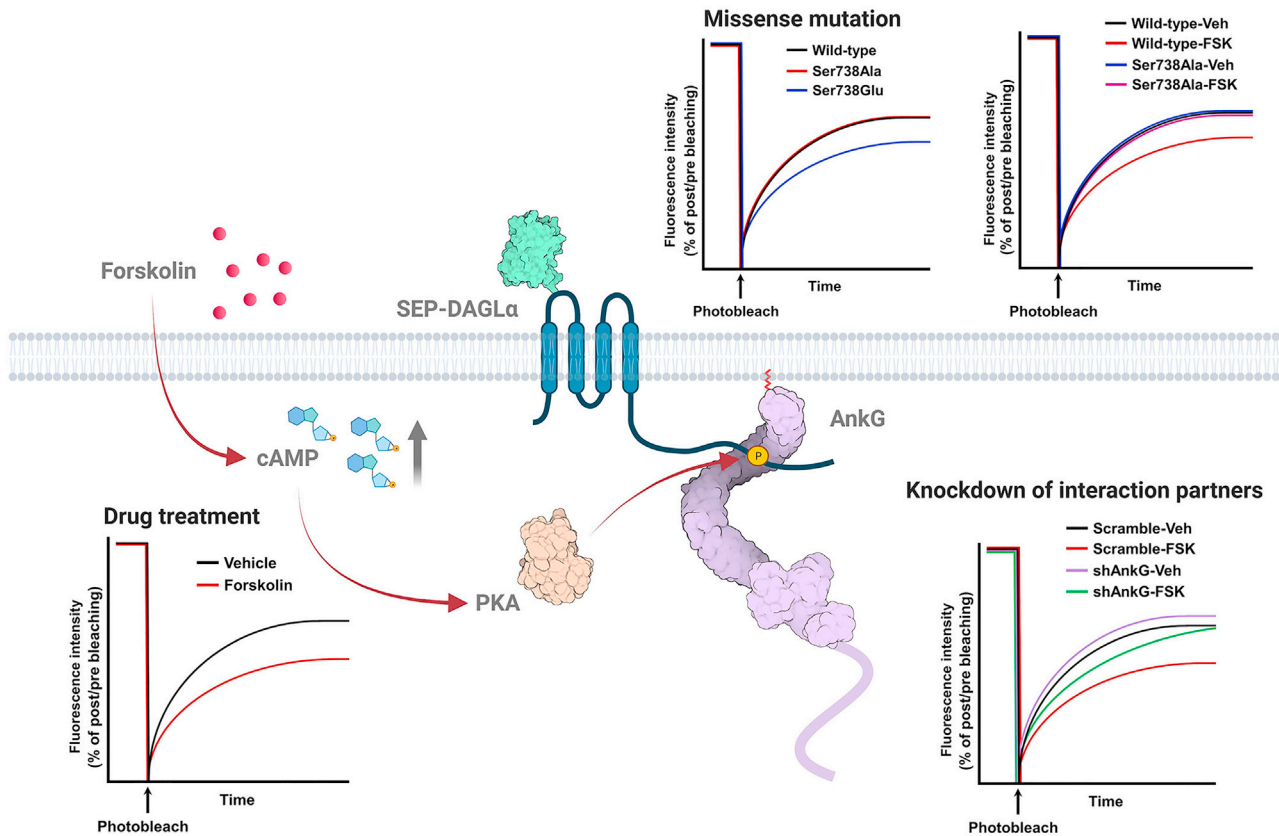 Missense mutation
Wild-type
Ser738Ala
Ser738Glu
Fluorescence intensity
(% of post/pre bleaching)
Time
Photobleach
Wild-type-Veh
Wild-type-FSK
Ser738Ala-Veh
Ser738Ala-FSK
Fluorescence intensity
(% of post/pre bleaching)
Time
Photobleach
Forskolin
SEP-DAGLα
AnkG
cAMP
P
PKA
Drug treatment
Vehicle
Forskolin
Fluorescence intensity
(% of post/pre bleaching)
Time
Photobleach
Knockdown of interaction partners
Scramble-Veh
Scramble-FSK
shAnkG-Veh
shAnkG-FSK
Fluorescence intensity
(% of post/pre bleaching)
Time
Photobleach